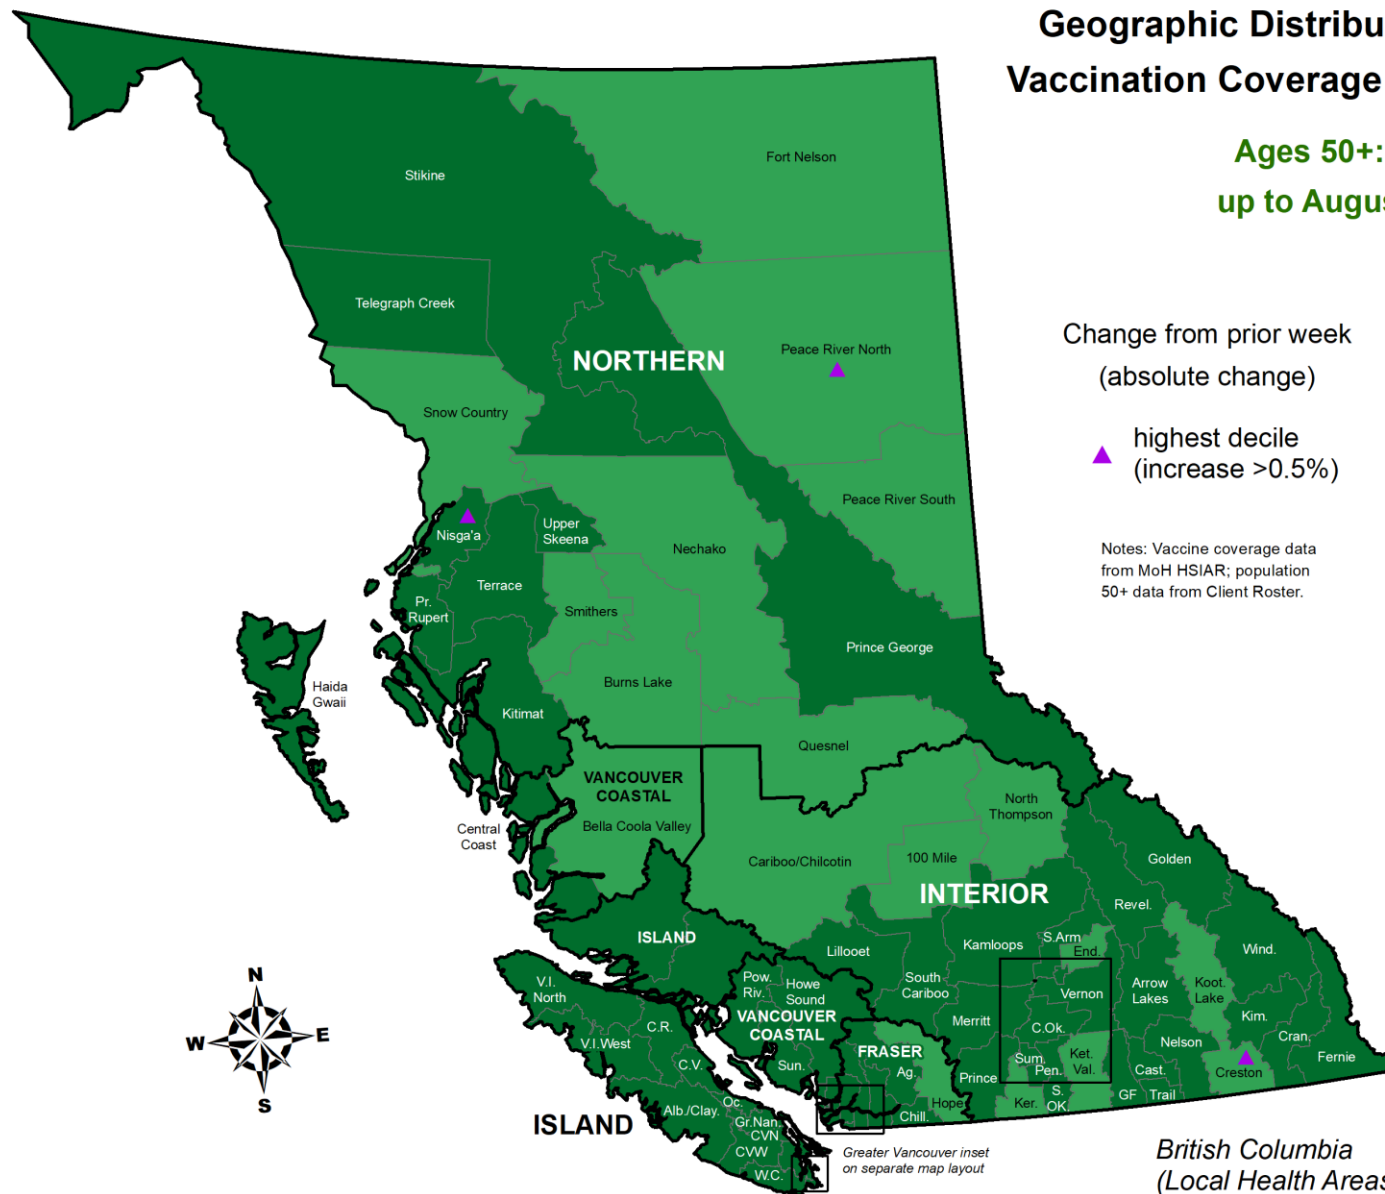 Geographic Distribu
Vaccination Coverage
Ages 50+:
up to Augus
Change from prior week
(absolute change)
highest decile
(increase >0.5%)
Notes: Vaccine coverage data
from MoH HSIAR; population
50+ data from Client Roster.
Fort Nelson
Stikine
Telegraph Creek
NORTHERN
Peace River North
Snow Country
Peace River South
Nisga'a
Upper
Skeena
Nechako
Terrace
Pr.
Rupert
Smithers
Prince George
Haida
Gwaii
Burns Lake
Kitimat
Quesnel
VANCOUVER
COASTAL
Bella Coola Valley
Central
Coast
North
Thompson
Cariboo/Chilcotin
100 Mile
Golden
INTERIOR
Revel.
ISLAND
Lillooet
Kamloops
S.Arm
End.
Wind.
V.I.
North
Pow.
Riv.
Howe
Sound
South
Cariboo
Vernon
Arrow
Lakes
Koot.
Lake
VANCOUVER
COASTAL
C.R.
Merritt
C.Ok.
Kim.
V.I.West
Nelson
Cran.
FRASER
Fernie
C.V.
Sun.
Ag.
Prince
Sum.
Pen.
Ket.
Val.
Cast.
Creston
Oc.
Alb./Clay.
Hope
Ker.
S.
OK.
GF
Trail
Chill.
Gr.Nan.
CVN
CVW
W.C.
ISLAND
Greater Vancouver inset
on separate map layout
N
W
E
S
British Columbia
(Local Health Areas